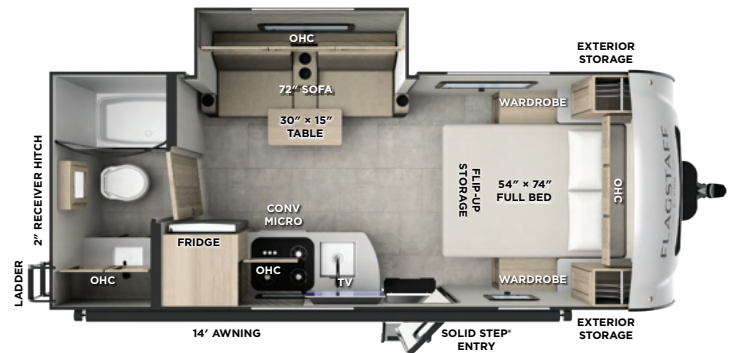 EXTERIOR
STORAGE
OHC
72" SOFA
30" × 15"
TABLE
WARDROBE
2" RECEIVER HITCH
FLIP-UP
STORAGE
54" × 74"
FULL BED
OHC
FLAGSTAFF
CONV
MICRO
FRIDGE
OHC
OHC
TV
WARDROBE
LADDER
14' AWNING
SOLID STEP®
ENTRY
EXTERIOR
STORAGE